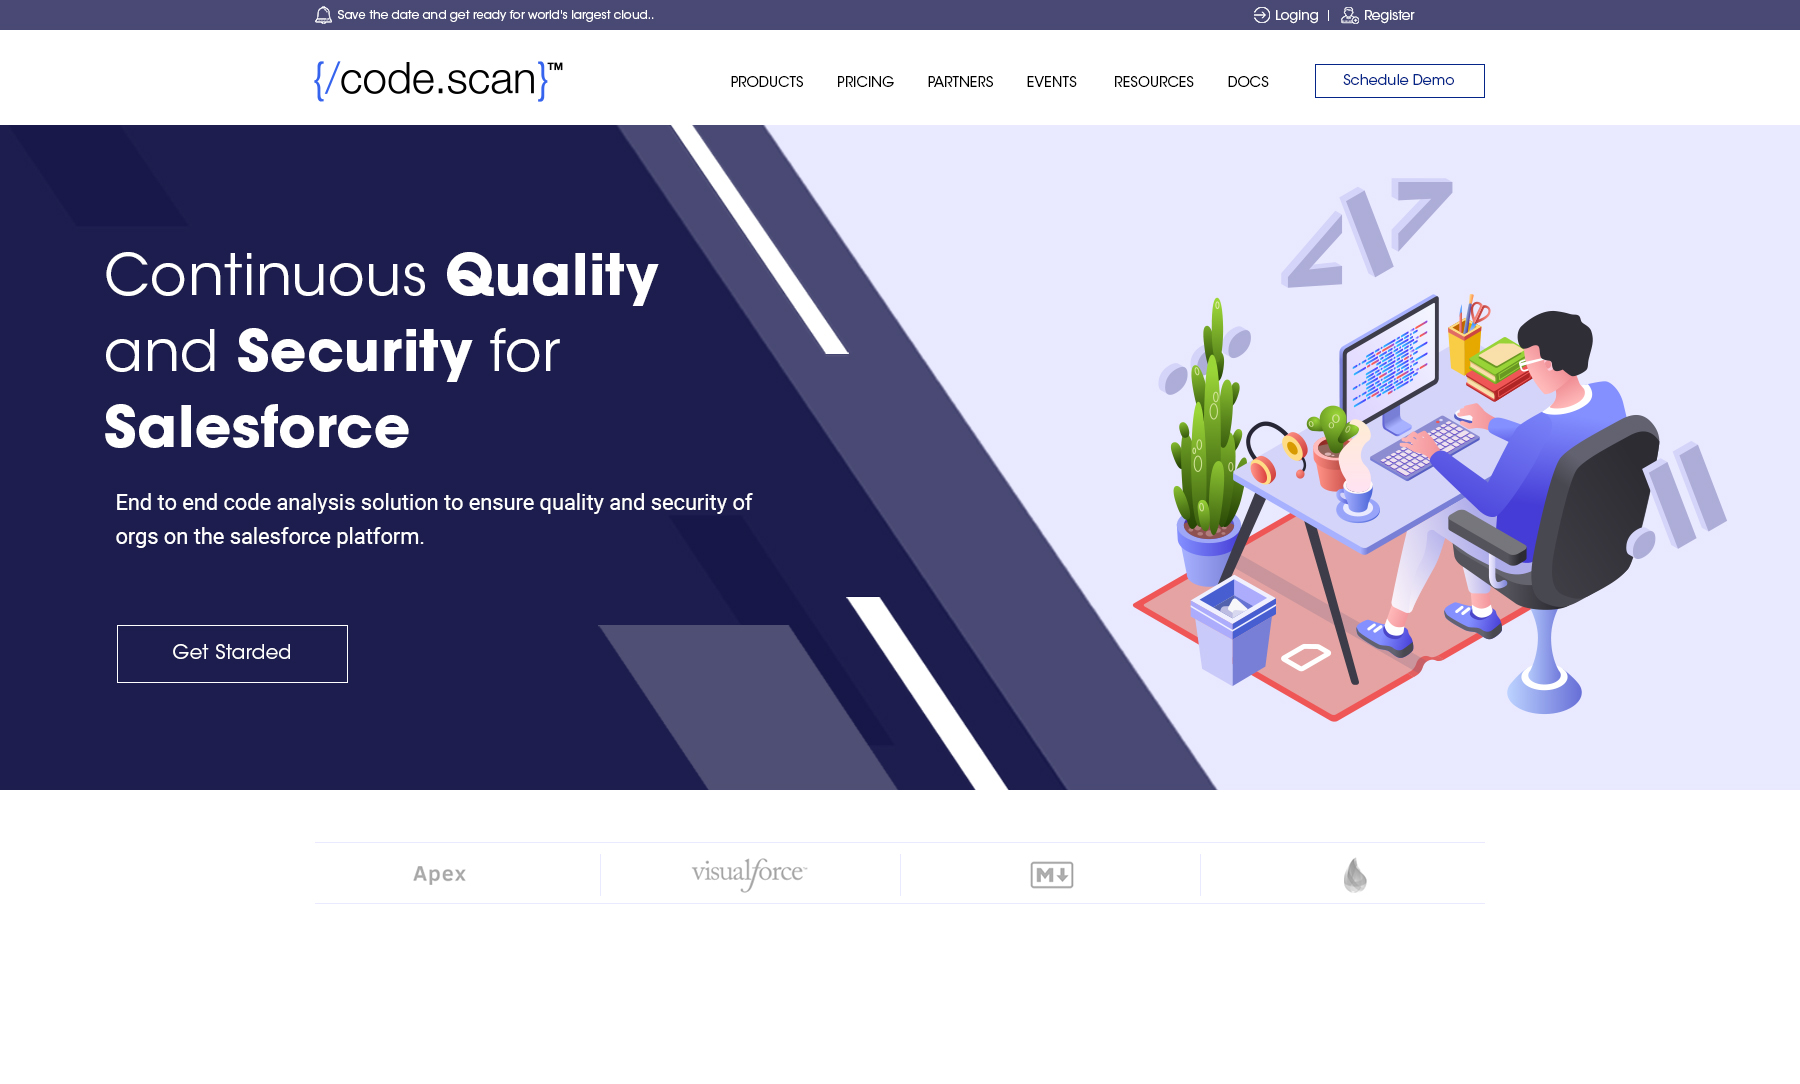 Save the date and get ready for world's largest cloud..
Loging | Register
{/code.scan}™
PRODUCTS PRICING PARTNERS EVENTS RESOURCES DOCS
Schedule Demo
Continuous Quality
and Security for
Salesforce
End to end code analysis solution to ensure quality and security of
orgs on the salesforce platform.
Get Starded
Apex
visualforce™
M